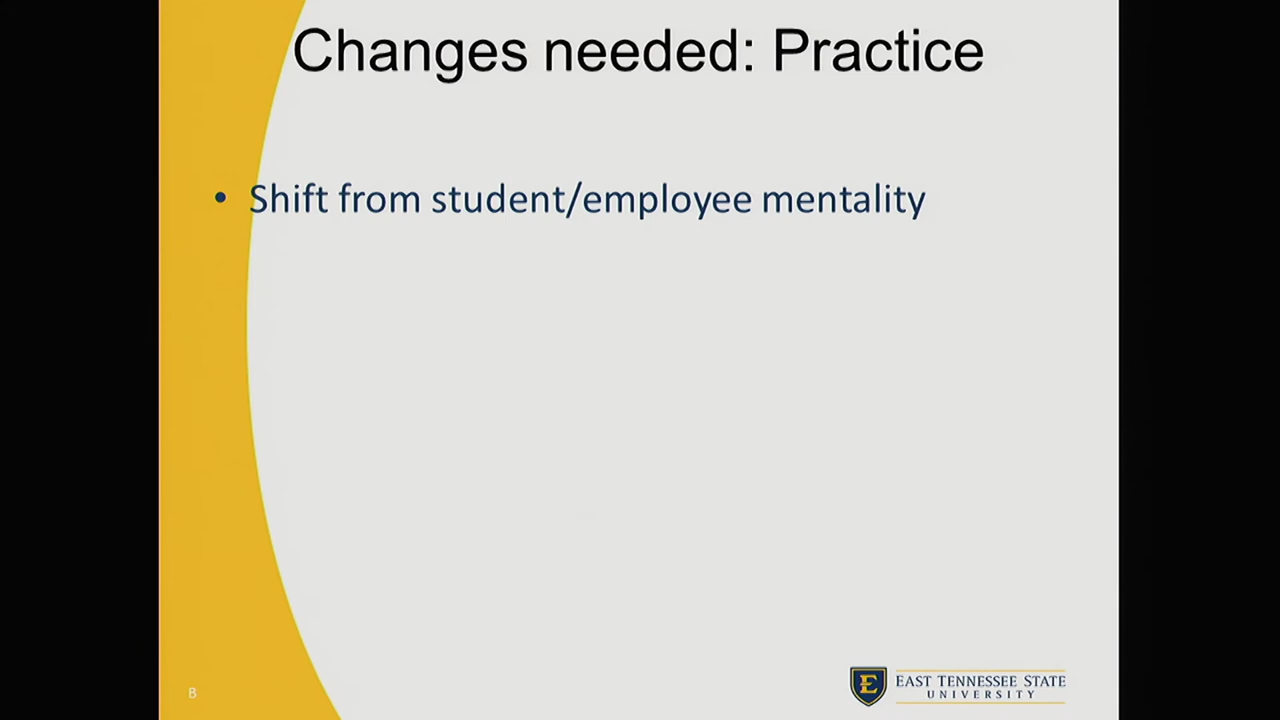 Changes needed: Practice
• Shift from student/employee mentality
8
E
EAST TENNESSEE STATE
UNIVERSITY